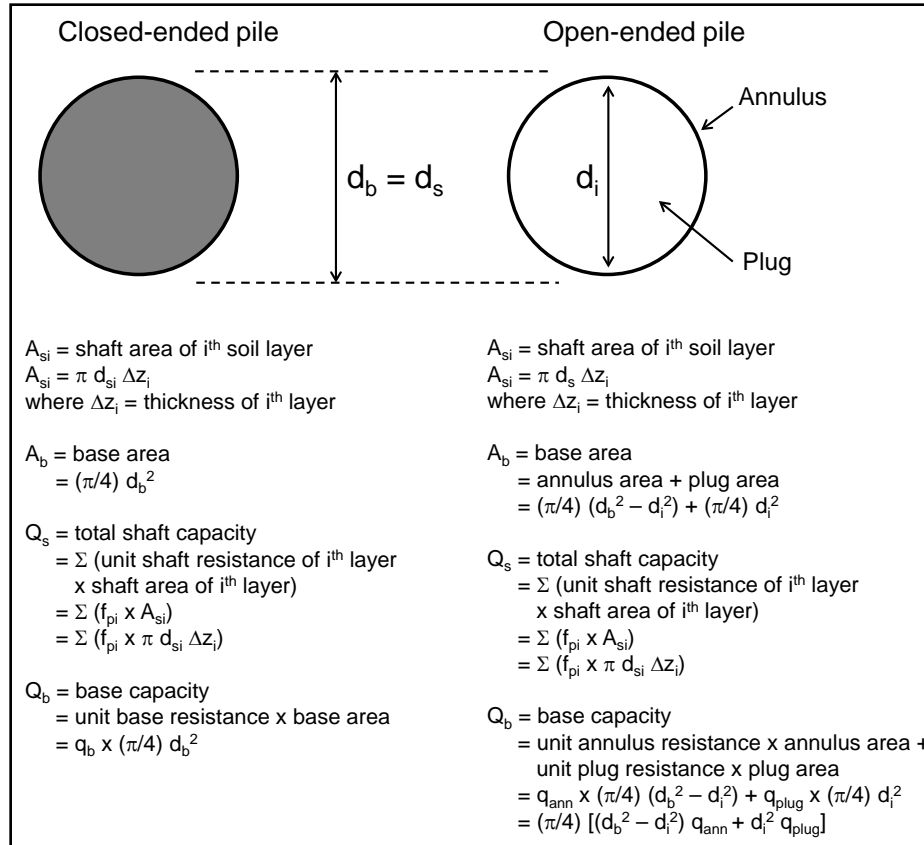 Closed-ended pile
Open-ended pile
Annulus
d_b = d_s
d_i
Plug
A_si = shaft area of i^th soil layer
A_si = π d_si Δz_i
where Δz_i = thickness of i^th layer
A_b = base area
= (π/4) d_b^2
Q_s = total shaft capacity
= Σ (unit shaft resistance of i^th layer
x shaft area of i^th layer)
= Σ (f_pi x A_si)
= Σ (f_pi x π d_si Δz_i)
Q_b = base capacity
= unit base resistance x base area
= q_b x (π/4) d_b^2
A_si = shaft area of i^th soil layer
A_si = π d_s Δz_i
where Δz_i = thickness of i^th layer
A_b = base area
= annulus area + plug area
= (π/4) (d_b^2 – d_i^2) + (π/4) d_i^2
Q_s = total shaft capacity
= Σ (unit shaft resistance of i^th layer
x shaft area of i^th layer)
= Σ (f_pi x A_si)
= Σ (f_pi x π d_si Δz_i)
Q_b = base capacity
= unit annulus resistance x annulus area +
unit plug resistance x plug area
= q_ann x (π/4) (d_b^2 – d_i^2) + q_plug x (π/4) d_i^2
= (π/4) [(d_b^2 – d_i^2) q_ann + d_i^2 q_plug]